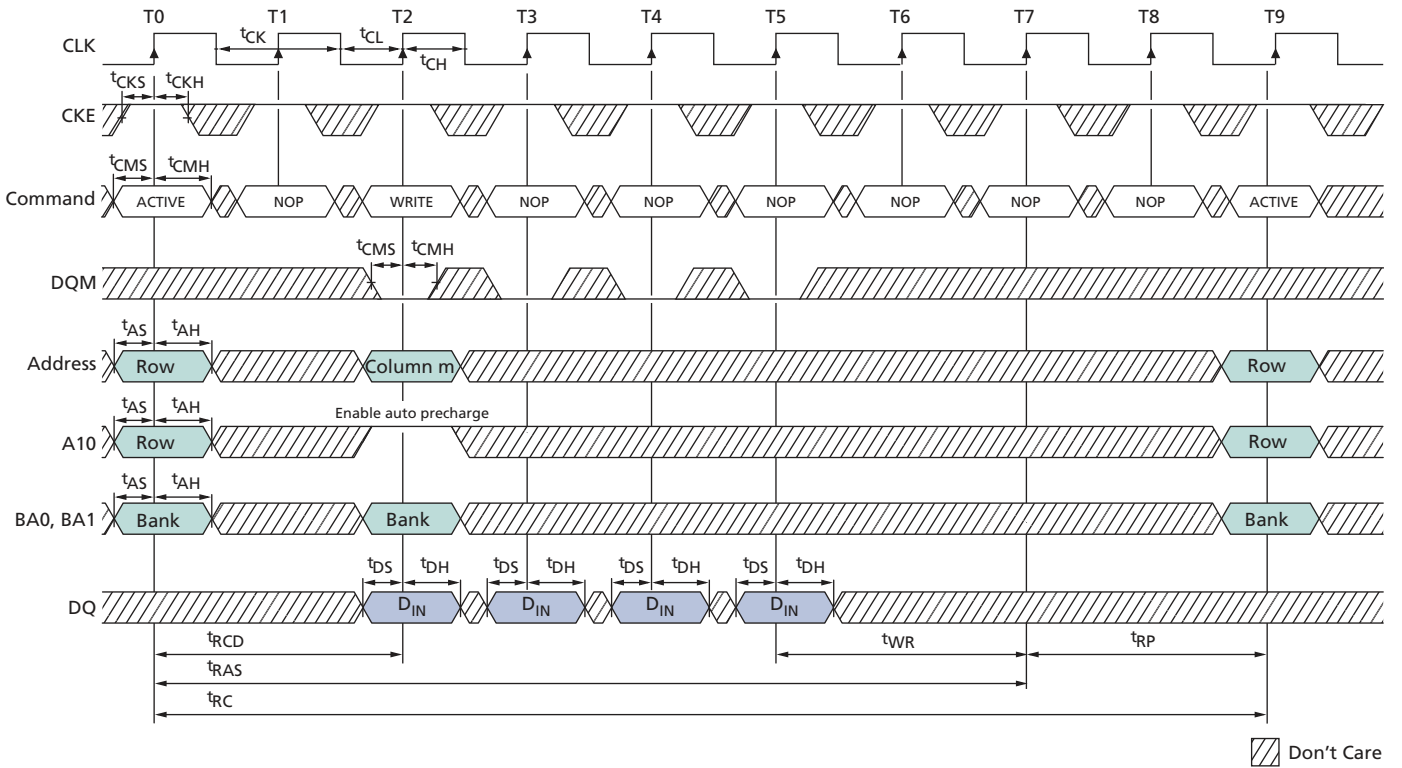 T0 T1 T2 T3 T4 T5 T6 T7 T8 T9
CLK tCK tCL tCH
tCKS tCKH
CKE
tCMS tCMH
Command ACTIVE NOP WRITE NOP NOP NOP NOP NOP NOP ACTIVE
tCMS tCMH
DQM
tAS tAH
Address Row Column m Row
tAS tAH Enable auto precharge
A10 Row Row
tAS tAH
BA0, BA1 Bank Bank Bank
tDS tDH tDS tDH tDS tDH tDS tDH
DQ DIN DIN DIN DIN
tRCD tWR tRP
tRAS
tRC
Don't Care